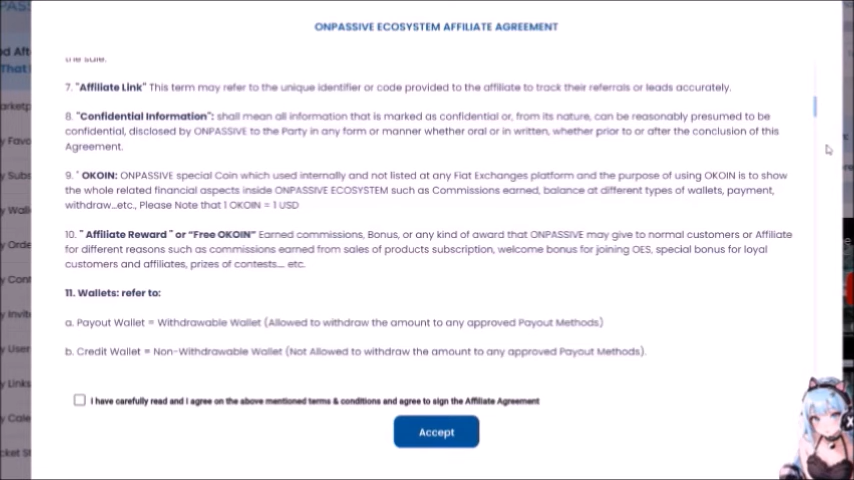 ONPASSIVE ECOSYSTEM AFFILIATE AGREEMENT
the sale.
7. "Affiliate Link" This term may refer to the unique identifier or code provided to the affiliate to track their referrals or leads accurately.
8. "Confidential Information": shall mean all information that is marked as confidential or, from its nature, can be reasonably presumed to be
confidential, disclosed by ONPASSIVE to the Party in any form or manner whether oral or in written, whether prior to or after the conclusion of this
Agreement.
9. " OKOIN: ONPASSIVE special Coin which used internally and not listed at any Fiat Exchanges platform and the purpose of using OKOIN is to show
the whole related financial aspects inside ONPASSIVE ECOSYSTEM such as Commissions earned, balance at different types of wallets, payment,
withdraw...etc., Please Note that 1 OKOIN = 1 USD
10. " Affiliate Reward " or "Free OKOIN" Earned commissions, Bonus, or any kind of award that ONPASSIVE may give to normal customers or Affiliate
for different reasons such as commissions earned from sales of products subscription, welcome bonus for joining OES, special bonus for loyal
customers and affiliates, prizes of contests.... etc.
11. Wallets: refer to:
a. Payout Wallet = Withdrawable Wallet (Allowed to withdraw the amount to any approved Payout Methods)
b. Credit Wallet = Non-Withdrawable Wallet (Not Allowed to withdraw the amount to any approved Payout Methods).
I have carefully read and I agree on the above mentioned terms & conditions and agree to sign the Affiliate Agreement
Accept